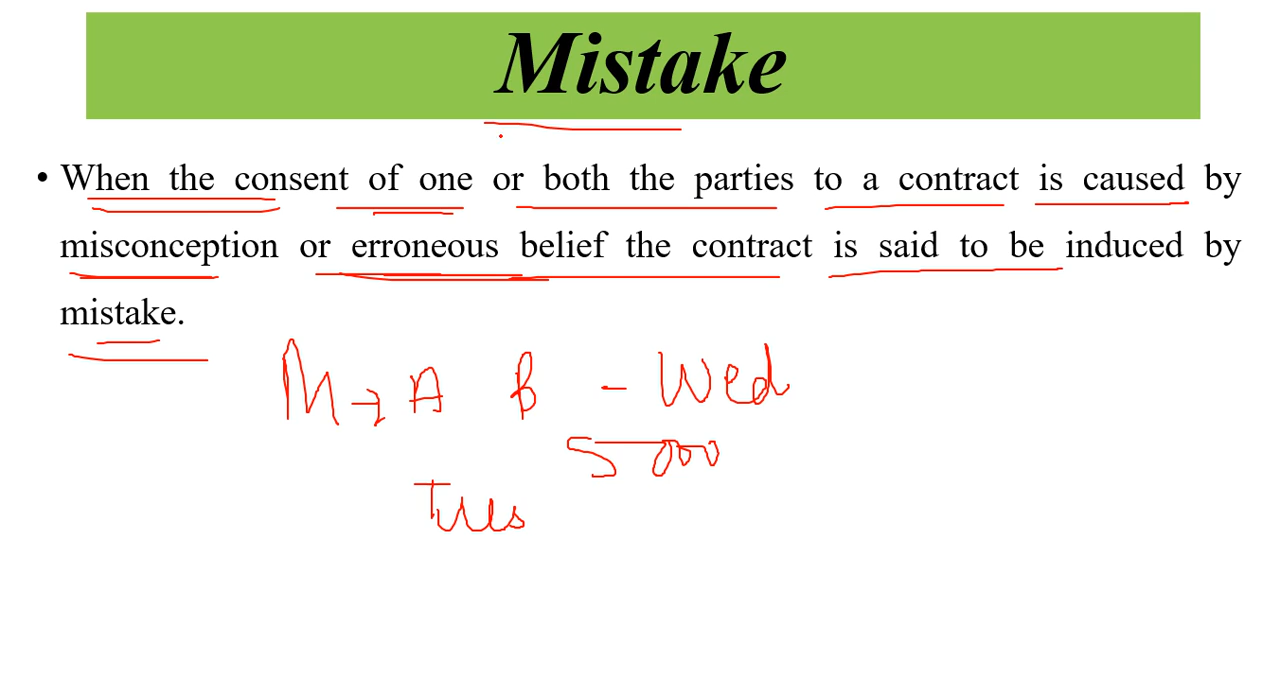 Mistake
• When the consent of one or both the parties to a contract is caused by
misconception or erroneous belief the contract is said to be induced by
mistake.
M → A B - Wed
5000
Tues